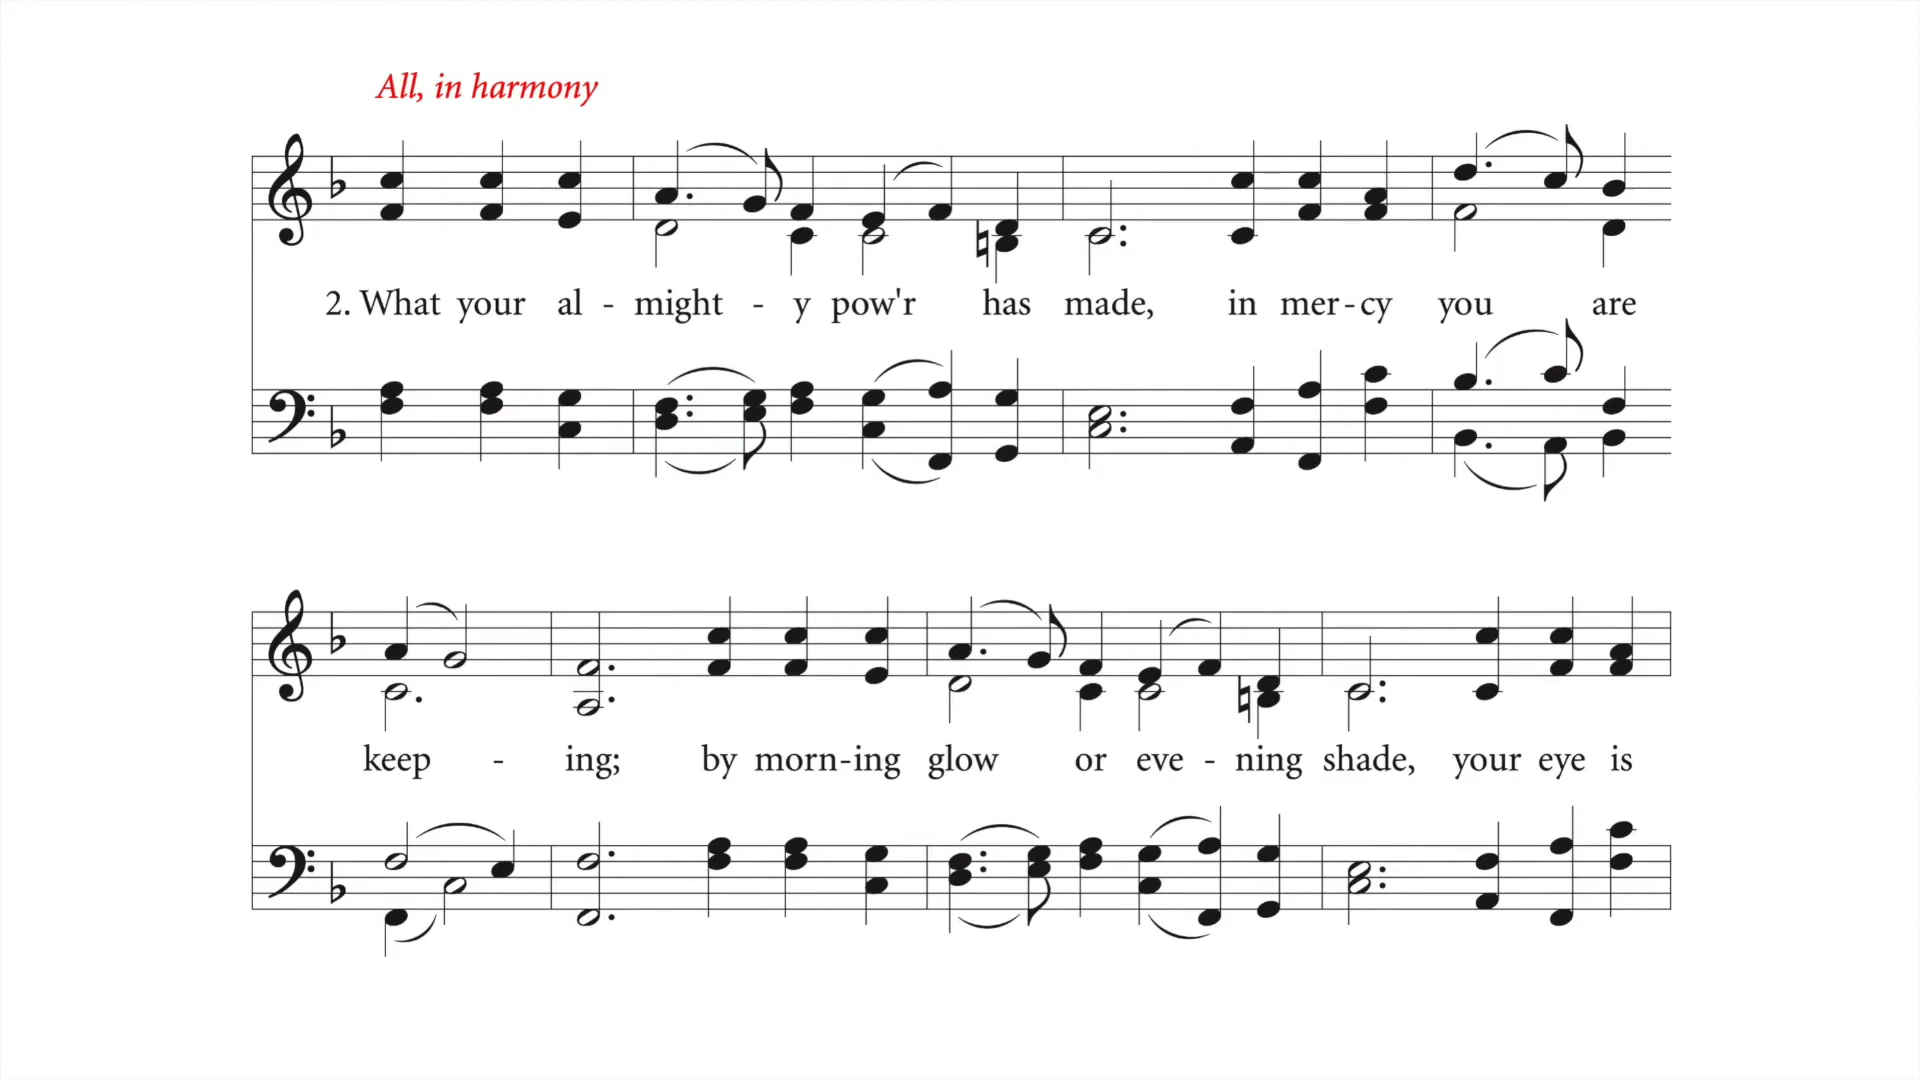 All, in harmony
2. What your al - might - y pow'r has made, in mer - cy you are
keep - ing; by morn - ing glow or eve - ning shade, your eye is